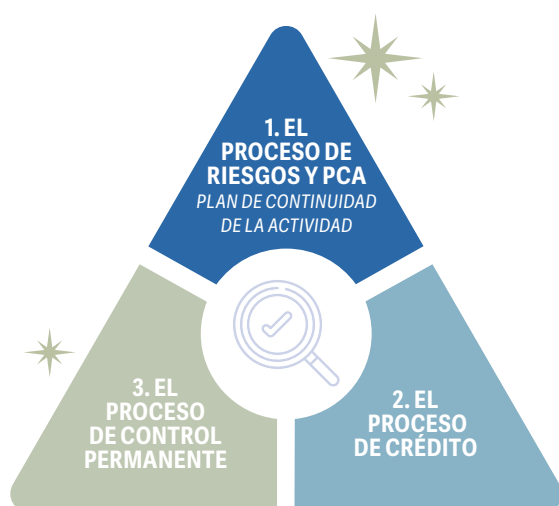 1. EL
PROCESO DE
RIESGOS Y PCA
PLAN DE CONTINUIDAD
DE LA ACTIVIDAD
2. EL
PROCESO
DE CRÉDITO
3. EL
PROCESO
DE CONTROL
PERMANENTE